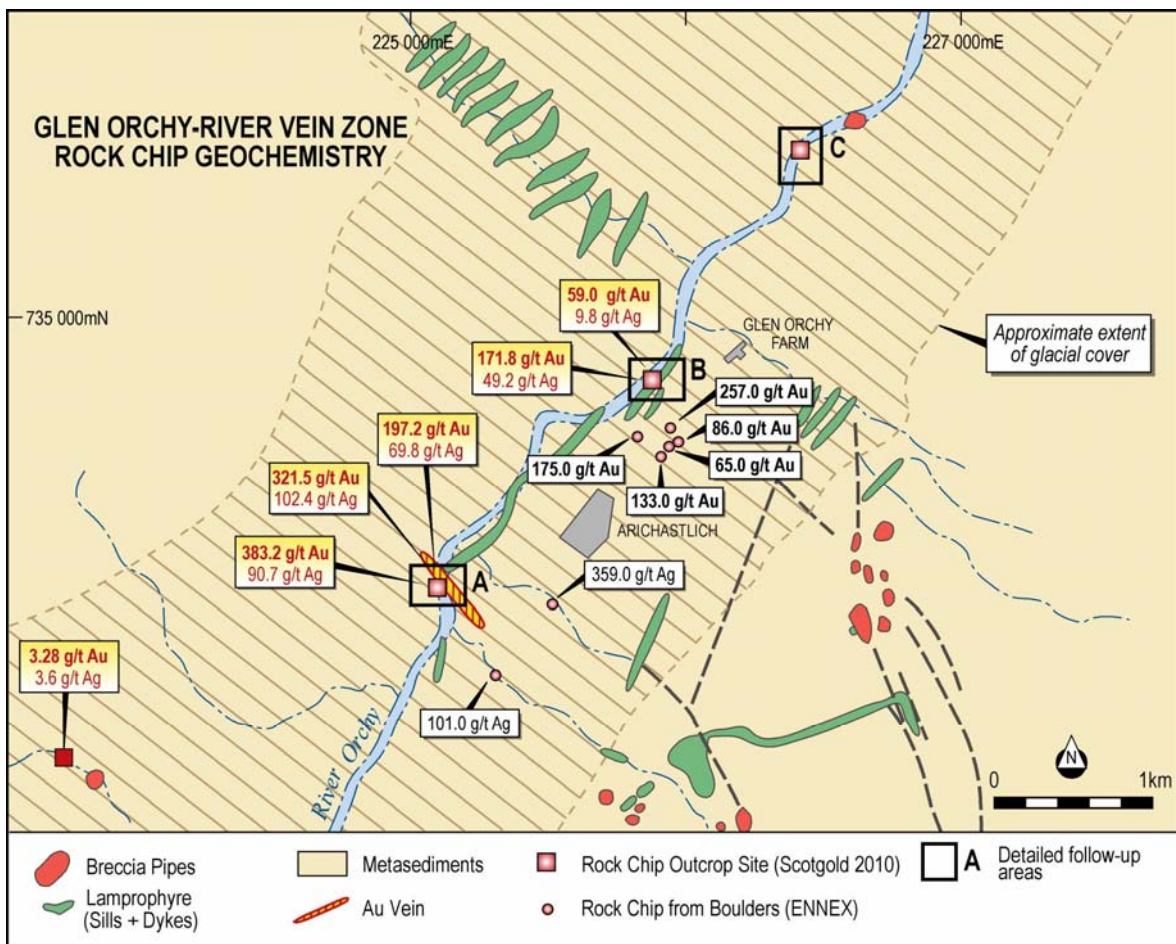 225 000mE
227 000mE
GLEN ORCHY-RIVER VEIN ZONE
ROCK CHIP GEOCHEMISTRY
C
735 000mN
59.0 g/t Au
9.8 g/t Ag
GLEN ORCHY
FARM
Approximate extent
of glacial cover
171.8 g/t Au
49.2 g/t Ag
B
257.0 g/t Au
197.2 g/t Au
69.8 g/t Ag
86.0 g/t Au
175.0 g/t Au
65.0 g/t Au
321.5 g/t Au
102.4 g/t Ag
133.0 g/t Au
ARICHASTLICH
383.2 g/t Au
90.7 g/t Ag
A
359.0 g/t Ag
3.28 g/t Au
3.6 g/t Ag
101.0 g/t Ag
River Orchy
N
0 1km
Breccia Pipes
Metasediments
Rock Chip Outcrop Site (Scotgold 2010)
A
Detailed follow-up
areas
Lamprophyre
(Sills + Dykes)
Au Vein
Rock Chip from Boulders (ENNEX)